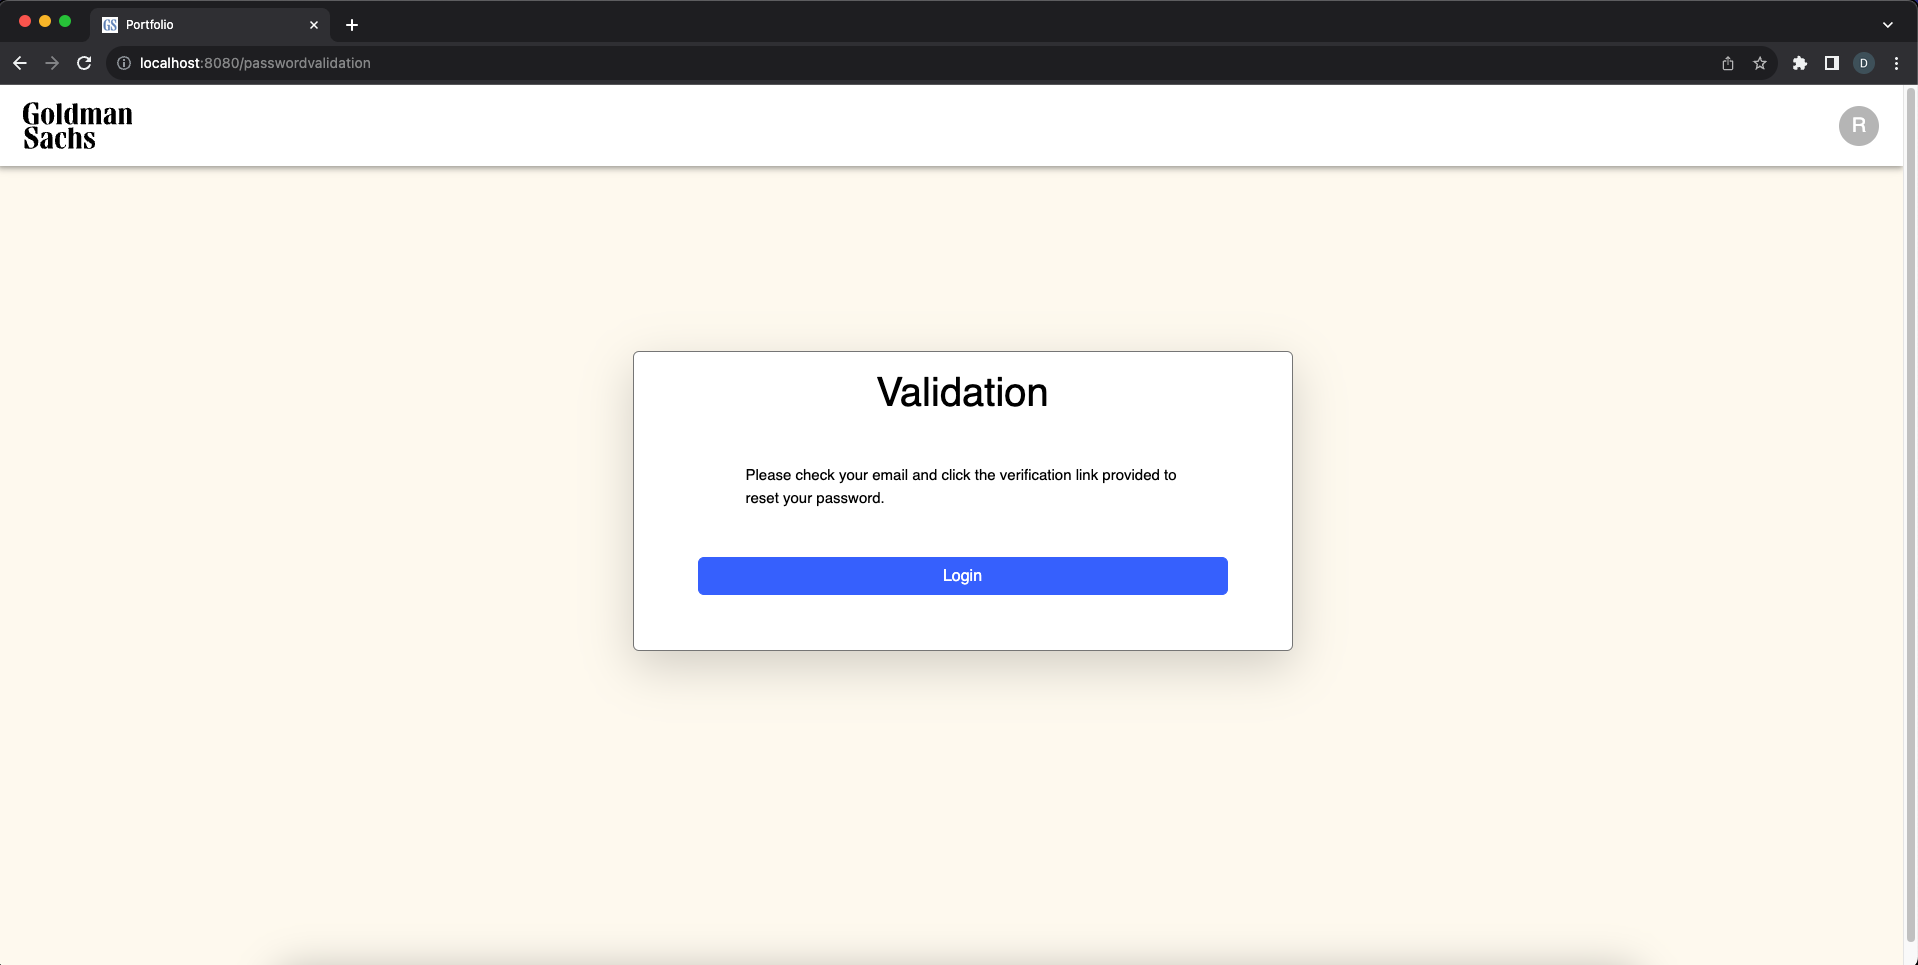 GS Portfolio
localhost:8080/passwordvalidation
D
Goldman
Sachs
R
Validation
Please check your email and click the verification link provided to
reset your password.
Login